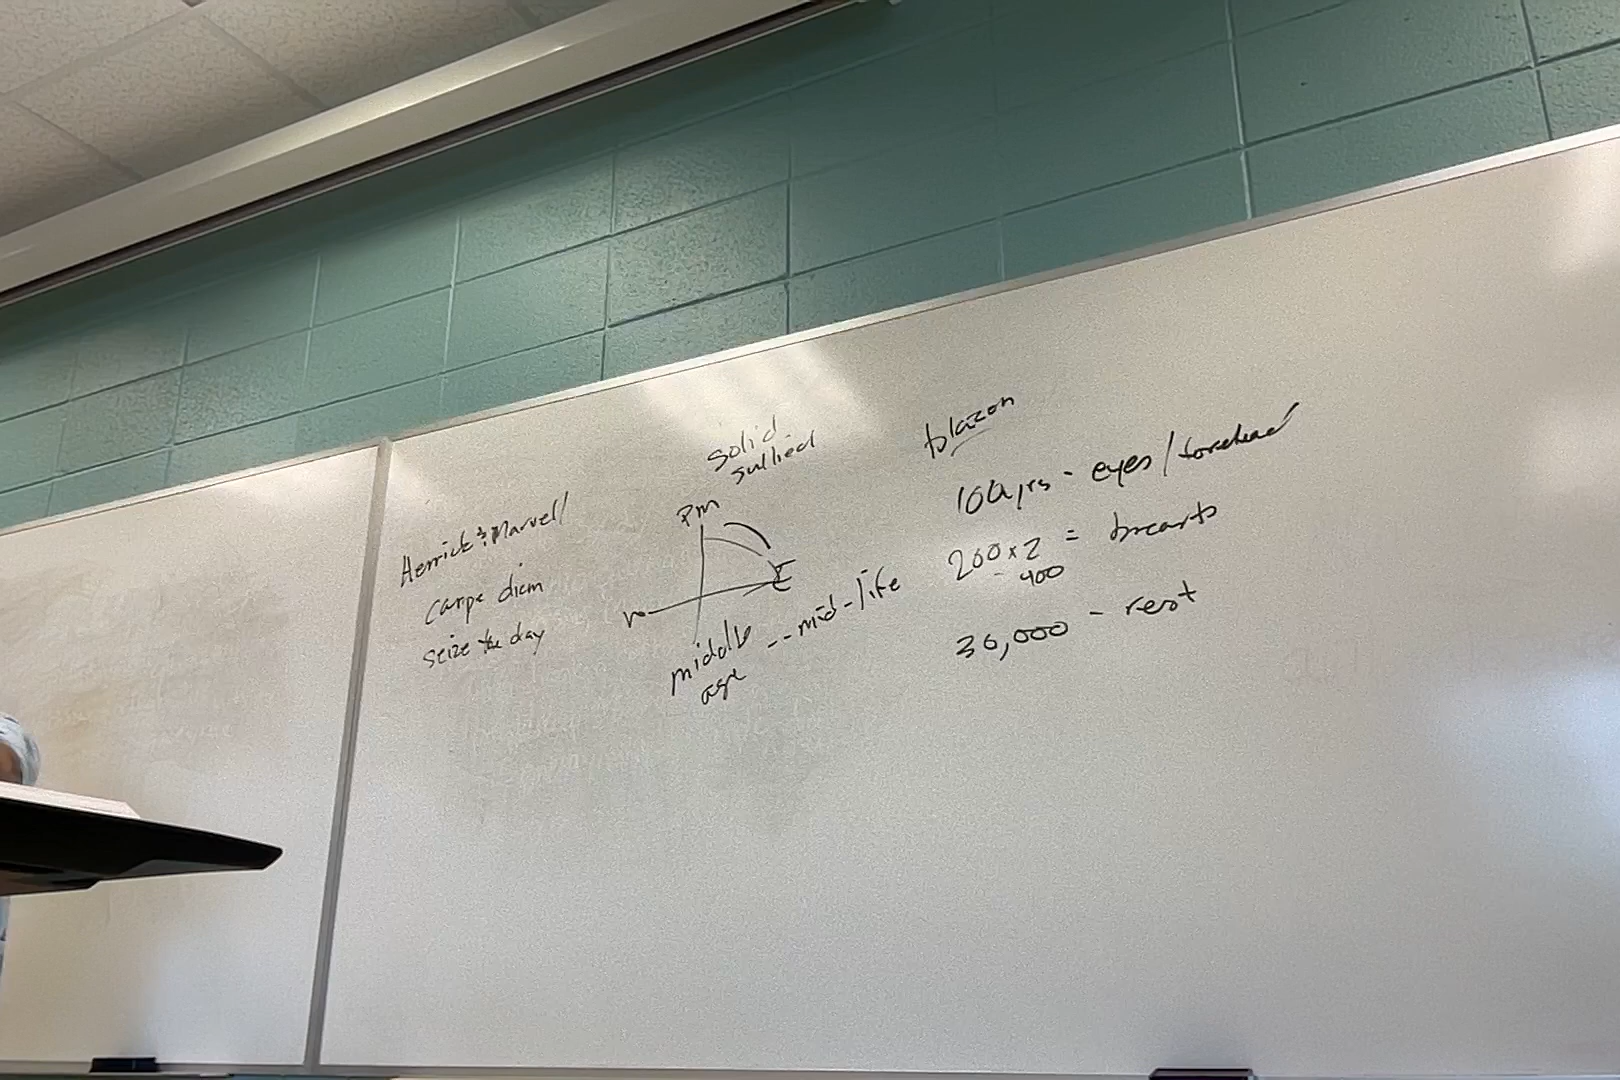 Herrick & Marvell
carpe diem
seize the day
solid
sullied
Pm
E
middle
age -- mid-life
blazon
100 yrs - eyes / forehead
200 x 2 = breasts
- 400
30,000 - rest